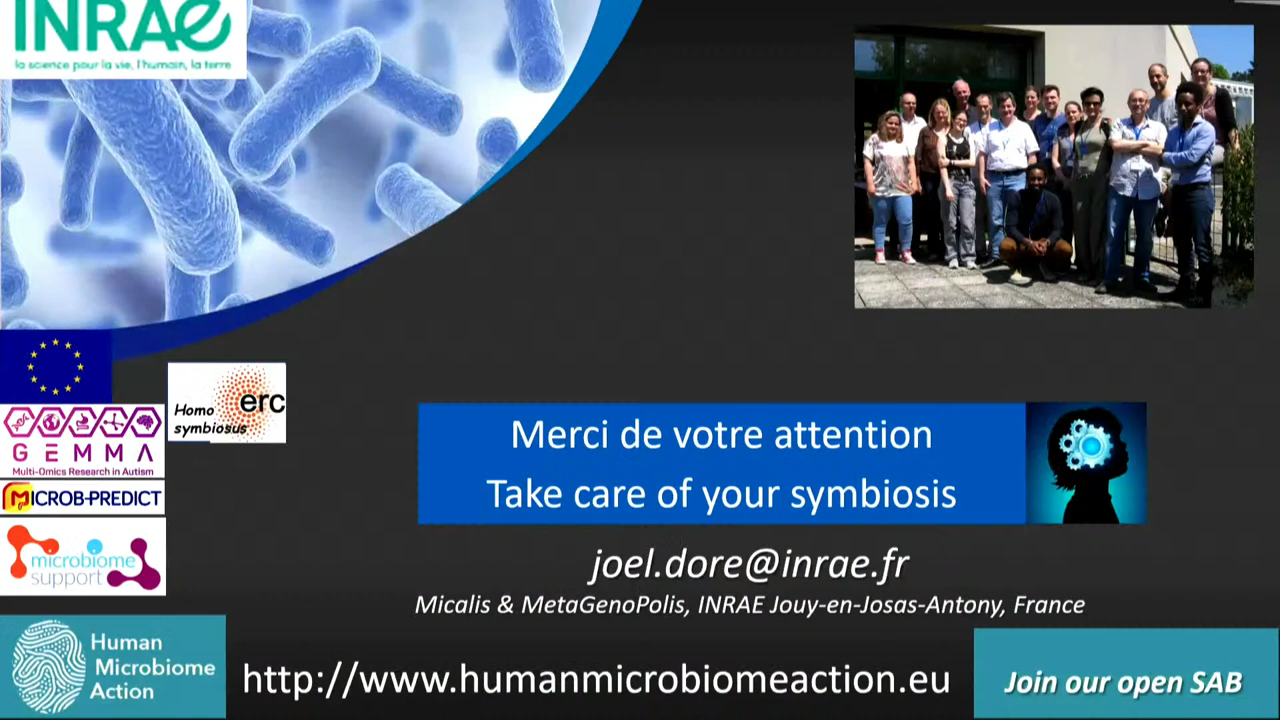 INRAE
la science pour la vie, l'humain, la terre
Homo
symbiosus
erc
GEMMA
Multi-Omics Research in Autism
MICROB-PREDICT
microbiome
support
Merci de votre attention
Take care of your symbiosis
joel.dore@inrae.fr
Micalis & MetaGenoPolis, INRAE Jouy-en-Josas-Antony, France
Human
Microbiome
Action
http://www.humanmicrobiomeaction.eu
Join our open SAB